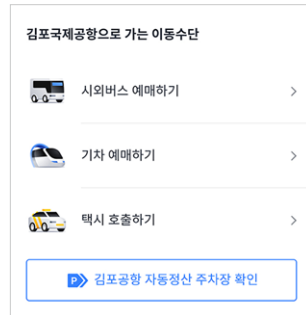 김포국제공항으로 가는 이동수단
시외버스 예매하기
기차 예매하기
택시 호출하기
P 김포공항 자동정산 주차장 확인